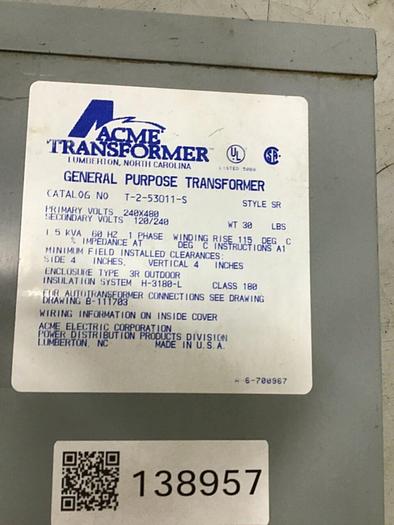 ACME
TRANSFORMER
LUMBERTON, NORTH CAROLINA
UL
LISTED 508B
GENERAL PURPOSE TRANSFORMER
CATALOG NO T-2-53011-S STYLE SR
PRIMARY VOLTS 240X480
SECONDARY VOLTS 120/240 WT 30 LBS
1.5 KVA 60 HZ 1 PHASE WINDING RISE 115 DEG C
% IMPEDANCE AT DEG C INSTRUCTIONS A1
MINIMUM FIELD INSTALLED CLEARANCES:
SIDE 4 INCHES, VERTICAL 4 INCHES
ENCLOSURE TYPE 3R OUTDOOR
INSULATION SYSTEM H-3180-L CLASS 180
FOR AUTOTRANSFORMER CONNECTIONS SEE DRAWING
DRAWING B-111703
WIRING INFORMATION ON INSIDE COVER
ACME ELECTRIC CORPORATION
POWER DISTRIBUTION PRODUCTS DIVISION
LUMBERTON, NC MADE IN U.S.A.
A 6-700967
138957